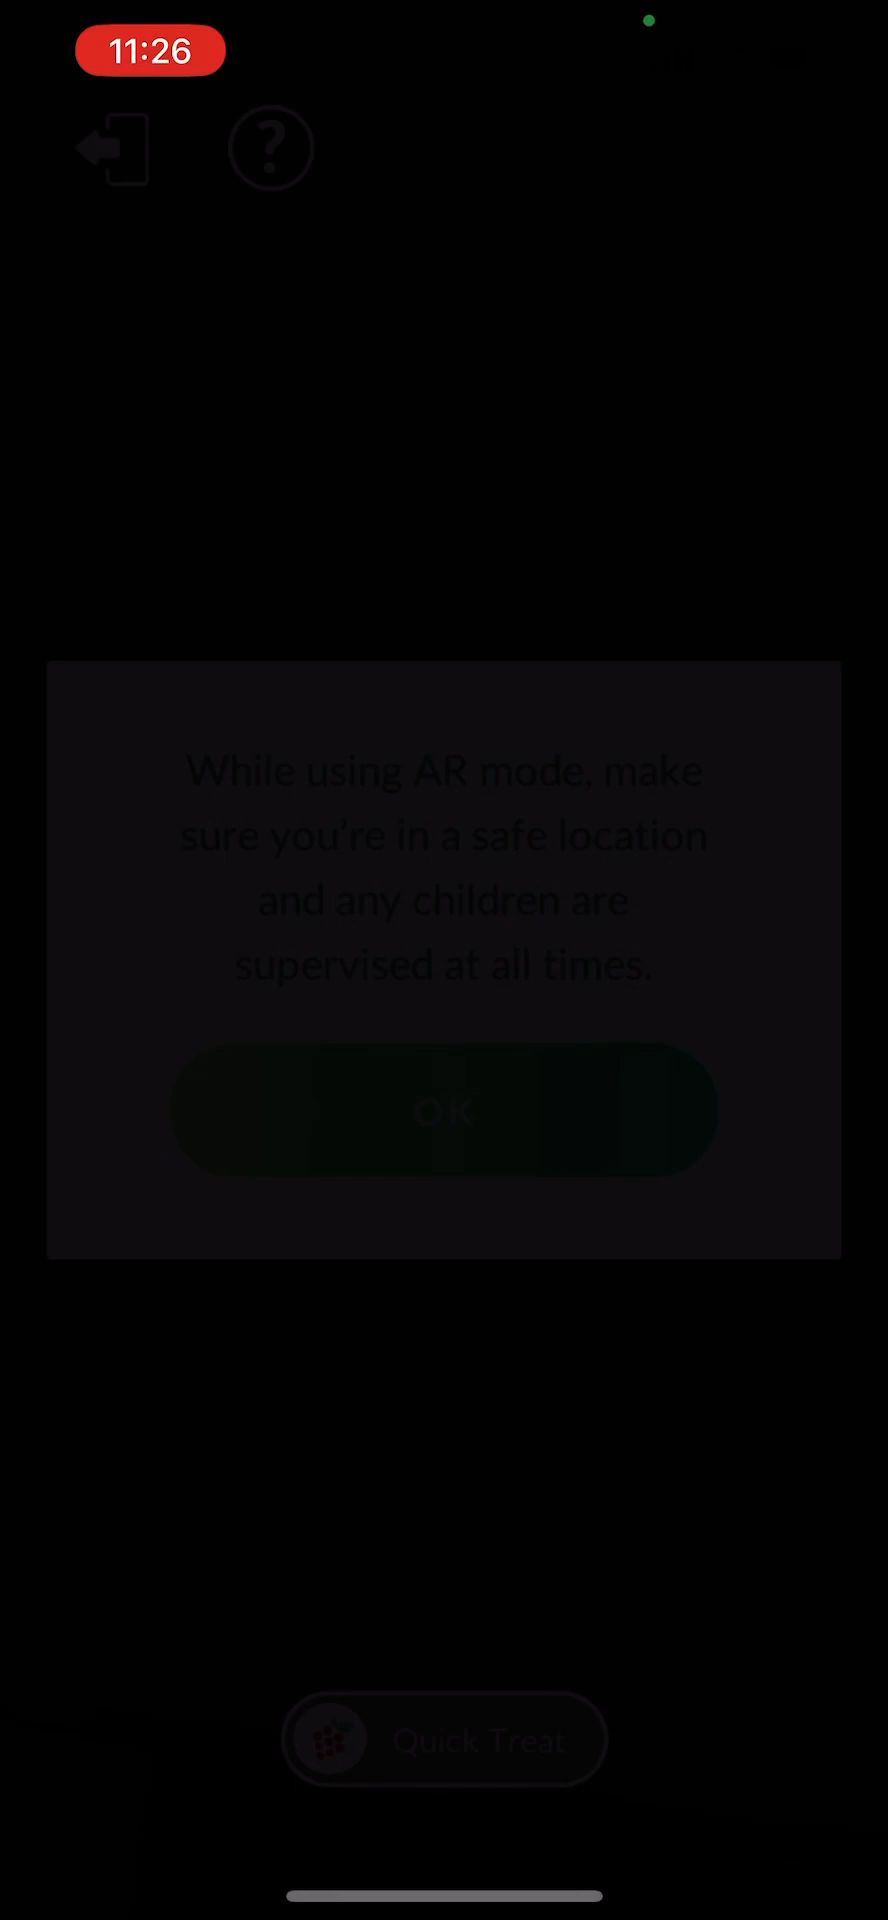 11:26
?
While using AR mode, make
sure you're in a safe location
and any children are
supervised at all times.
OK
Quick Treat